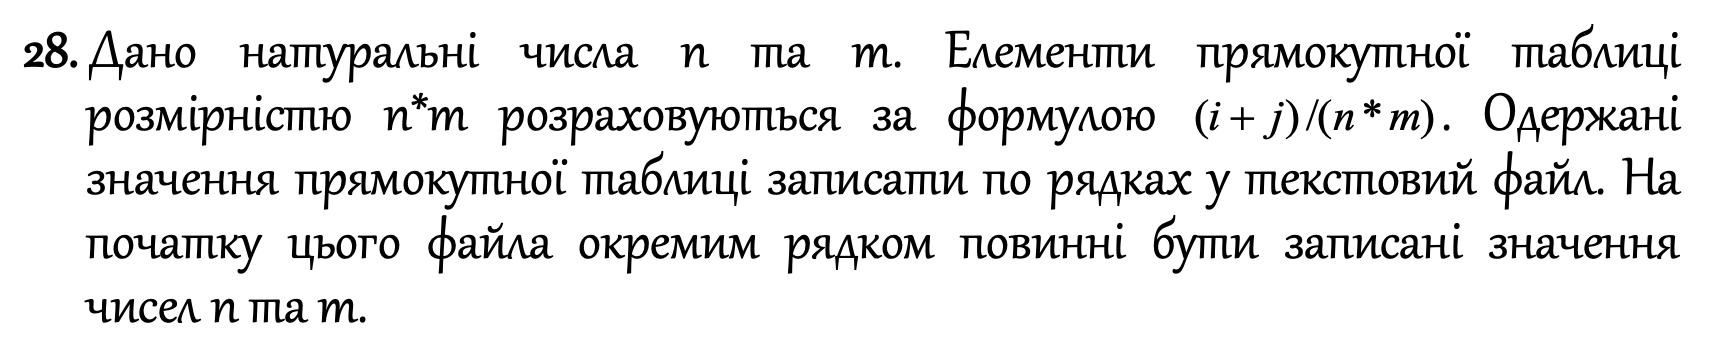 28. Дано натуральні числа n та m. Елементи прямокутної таблиці
розмірністю n*m розраховуються за формулою (i + j)/(n * m). Одержані
значення прямокутної таблиці записати по рядках у текстовий файл. На
початку цього файла окремим рядком повинні бути записані значення
чисел n та m.